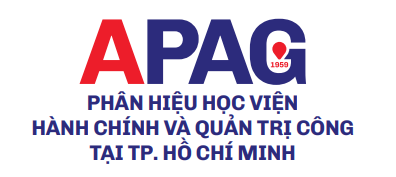 APAG
1959
PHÂN HIỆU HỌC VIỆN
HÀNH CHÍNH VÀ QUẢN TRỊ CÔNG
TẠI TP. HỒ CHÍ MINH